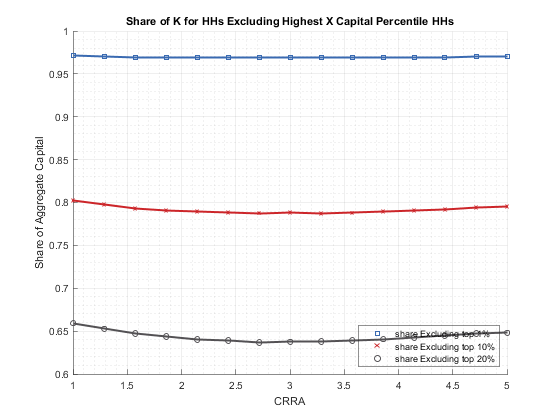 Share of K for HHs Excluding Highest X Capital Percentile HHs
1
0.95
0.9
0.85
0.8
0.75
0.7
0.65
0.6
Share of Aggregate Capital
1 1.5 2 2.5 3 3.5 4 4.5 5
CRRA
share Excluding top 1%
share Excluding top 10%
share Excluding top 20%